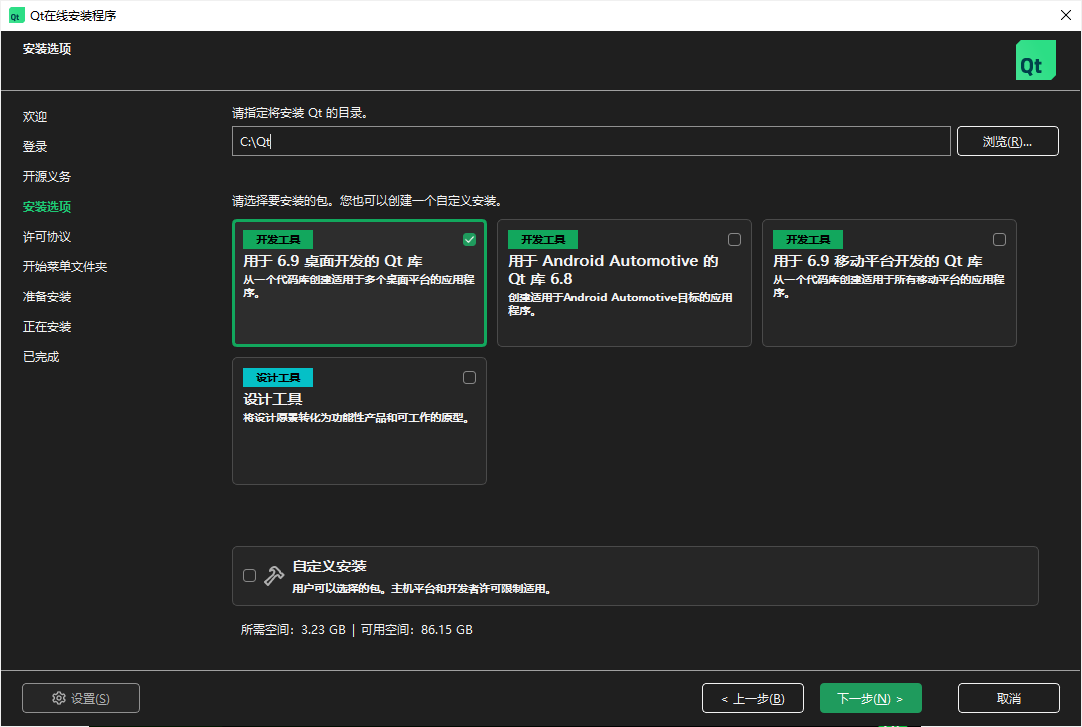 Qt在线安装程序
安装选项
Qt
欢迎
登录
开源义务
安装选项
许可协议
开始菜单文件夹
准备安装
正在安装
已完成
请指定将安装 Qt 的目录。
C:\Qt
浏览(R)...
请选择要安装的包。您也可以创建一个自定义安装。
开发工具
用于 6.9 桌面开发的 Qt 库
从一个代码库创建适用于多个桌面平台的应用程
序。
开发工具
用于 Android Automotive 的
Qt 库 6.8
创建适用于Android Automotive目标的应用
程序。
开发工具
用于 6.9 移动平台开发的 Qt 库
从一个代码库创建适用于所有移动平台的应用程
序。
设计工具
设计工具
将设计愿景转化为功能性产品和可工作的原型。
自定义安装
用户可以选择的包。主机平台和开发者许可限制适用。
所需空间：3.23 GB | 可用空间：86.15 GB
设置(S)
< 上一步(B)
下一步(N) >
取消